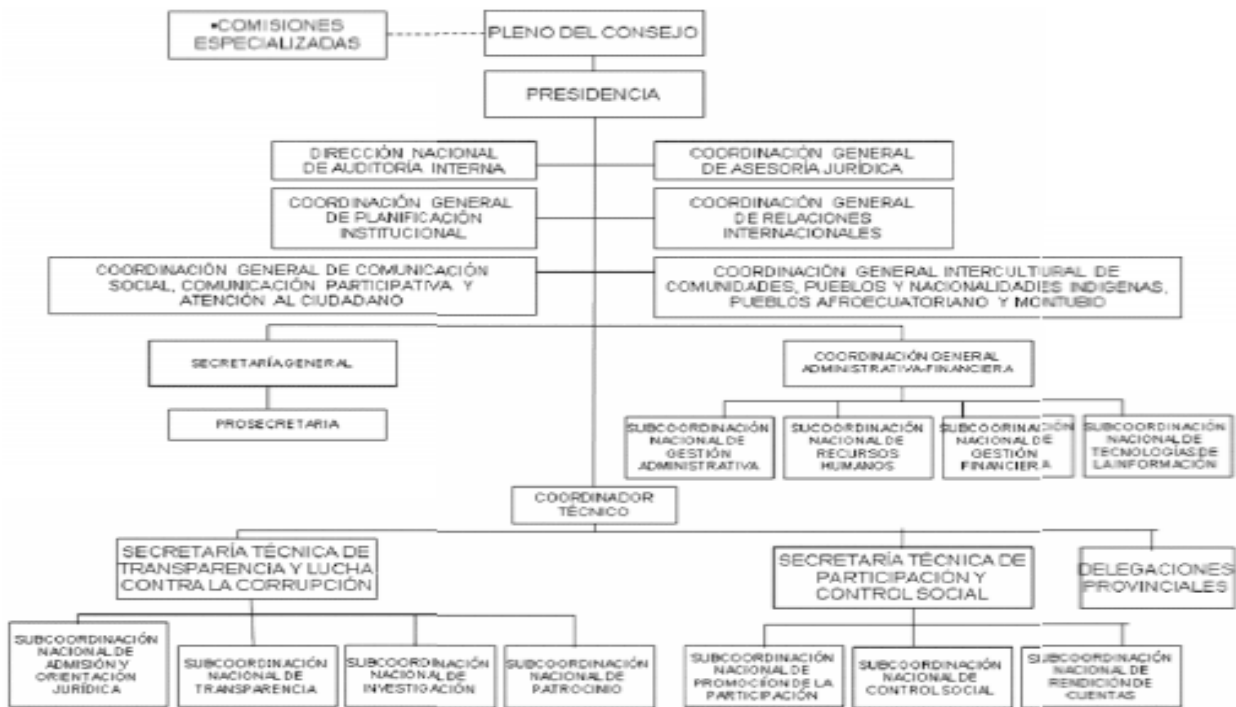 ▪COMISIONES
ESPECIALIZADAS
PLENO DEL CONSEJO
PRESIDENCIA
DIRECCIÓN NACIONAL
DE AUDITORÍA INTERNA
COORDINACIÓN GENERAL
DE ASESORÍA JURÍDICA
COORDINACIÓN GENERAL
DE PLANIFICACIÓN
INSTITUCIONAL
COORDINACIÓN GENERAL
DE RELACIONES
INTERNACIONALES
COORDINACIÓN GENERAL DE COMUNICACIÓN
SOCIAL, COMUNICACIÓN PARTICIPATIVA Y
ATENCIÓN AL CIUDADANO
COORDINACIÓN GENERAL INTERCULTURAL DE
COMUNIDADES, PUEBLOS Y NACIONALIDADES INDIGENAS,
PUEBLOS AFROECUATORIANO Y MONTUBIO
SECRETARÍA GENERAL
COORDINACIÓN GENERAL
ADMINISTRATIVA-FINANCIERA
PROSECRETARIA
SUBCOORDINACIÓN
NACIONAL DE
GESTIÓN
ADMINISTRATIVA
SUCOORDINACIÓN
NACIONAL DE
RECURSOS
HUMANOS
SUBCOORINACIÓN
NACIONAL DE
GESTIÓN
FINANCIERA
SUBCOORDINACIÓN
NACIONAL DE
TECNOLOGÍAS DE
LA INFORMACIÓN
COORDINADOR
TÉCNICO
SECRETARÍA TÉCNICA DE
TRANSPARENCIA Y LUCHA
CONTRA LA CORRUPCIÓN
SECRETARÍA TÉCNICA DE
PARTICIPACIÓN Y
CONTROL SOCIAL
DELEGACIONES
PROVINCIALES
SUBCOORDINACIÓN
NACIONAL DE
ADMISIÓN Y
ORIENTACIÓN
JURÍDICA
SUBCOORDINACIÓN
NACIONAL DE
TRANSPARENCIA
SUBCOORDINACIÓN
NACIONAL DE
INVESTIGACIÓN
SUBCOORDINACIÓN
NACIONAL DE
PATROCINIO
SUBCOORDINACIÓN
NACIONAL DE
PROMOCÍON DE LA
PARTICIPACIÓN
SUBCOORDINACIÓN
NACIONAL DE
CONTROL SOCIAL
SUBCOORDINACIÓN
NACIONAL DE
RENDICIÓN DE
CUENTAS